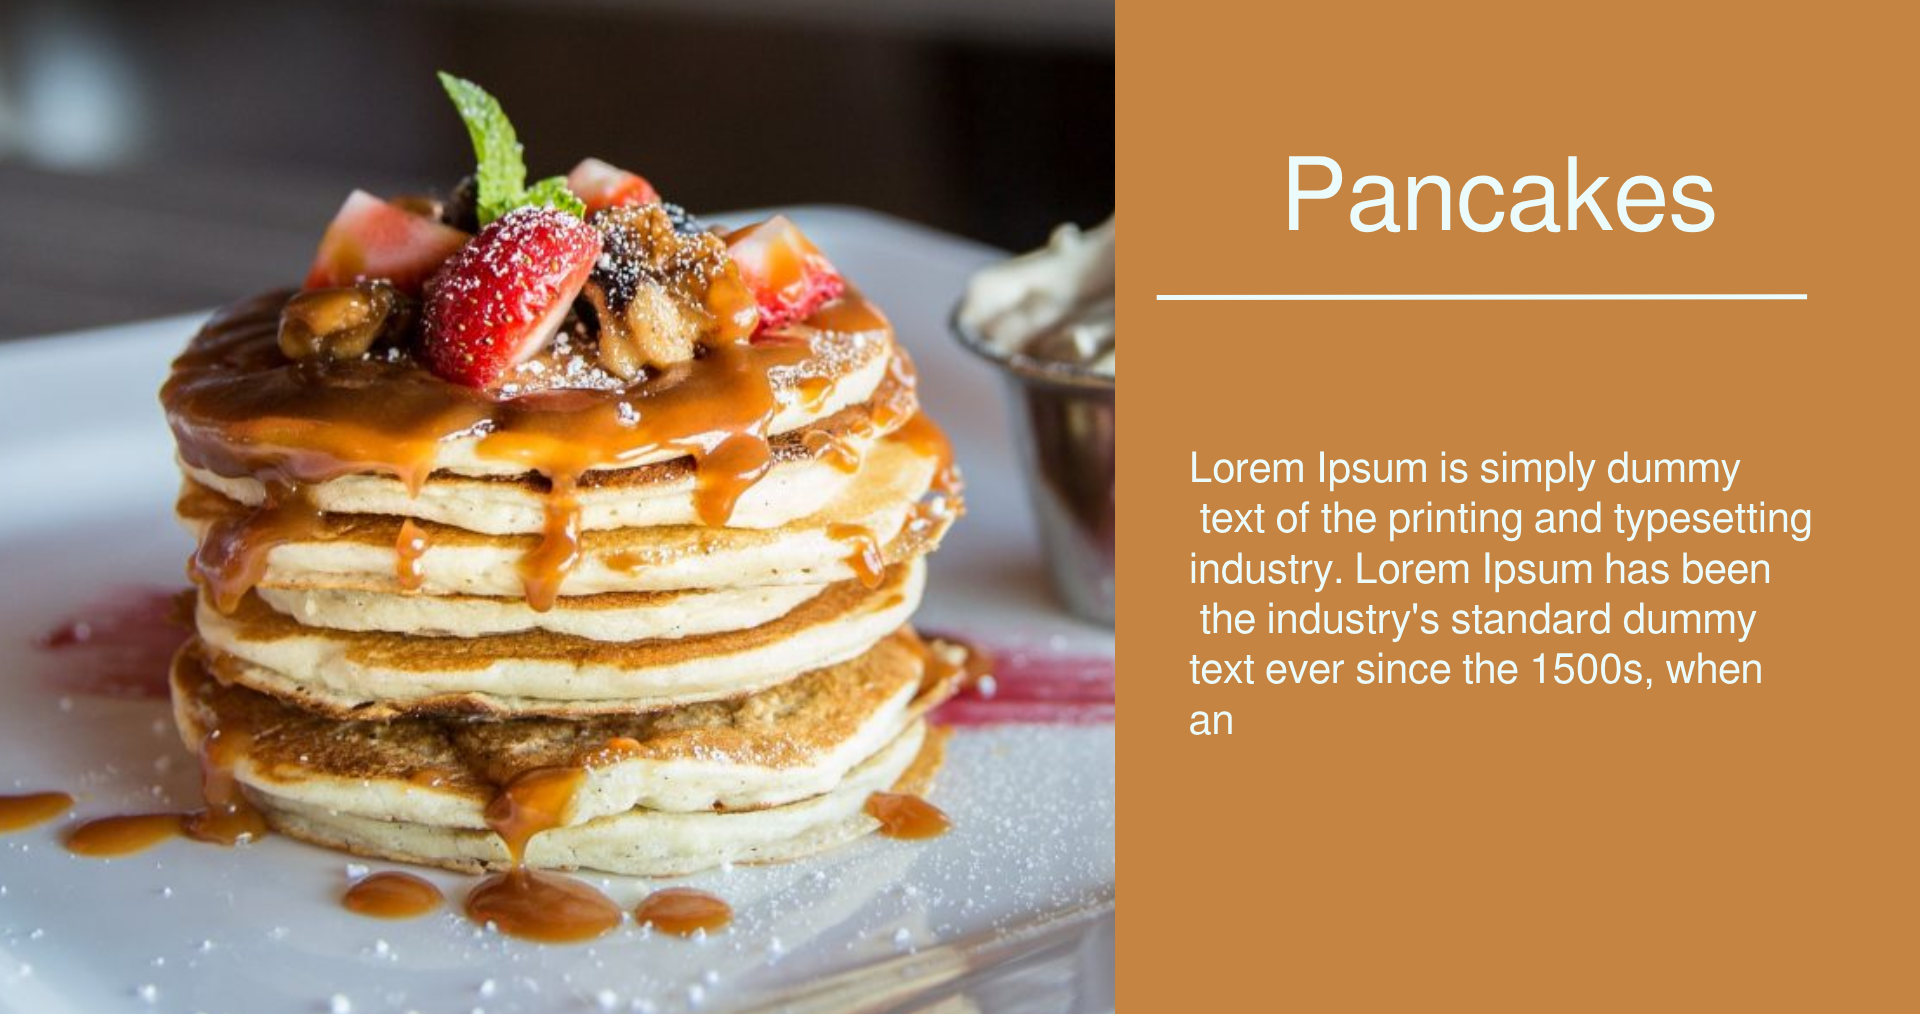 Pancakes
Lorem Ipsum is simply dummy
text of the printing and typesetting
industry. Lorem Ipsum has been
the industry's standard dummy
text ever since the 1500s, when
an